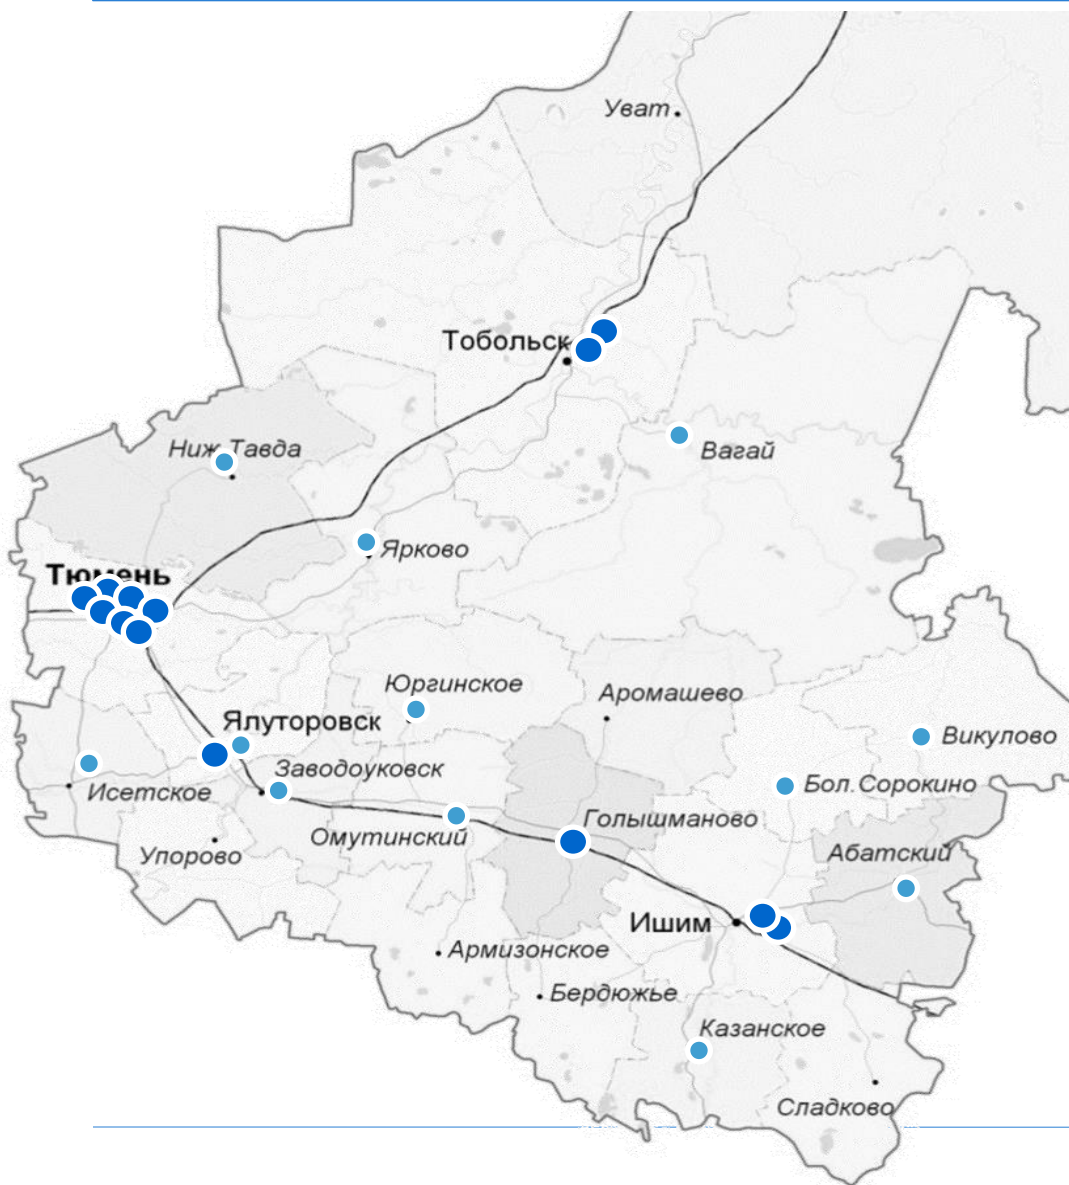 Уват
Тобольск
Вагай
Ниж.Тавда
Ярково
Тюмень
Юргинское
Аромашево
Ялуторовск
Викулово
Заводоуковск
Бол.Сорокино
Исетское
Голышманово
Омутинский
Упорово
Абатский
Ишим
Армизонское
Бердюжье
Казанское
Сладково